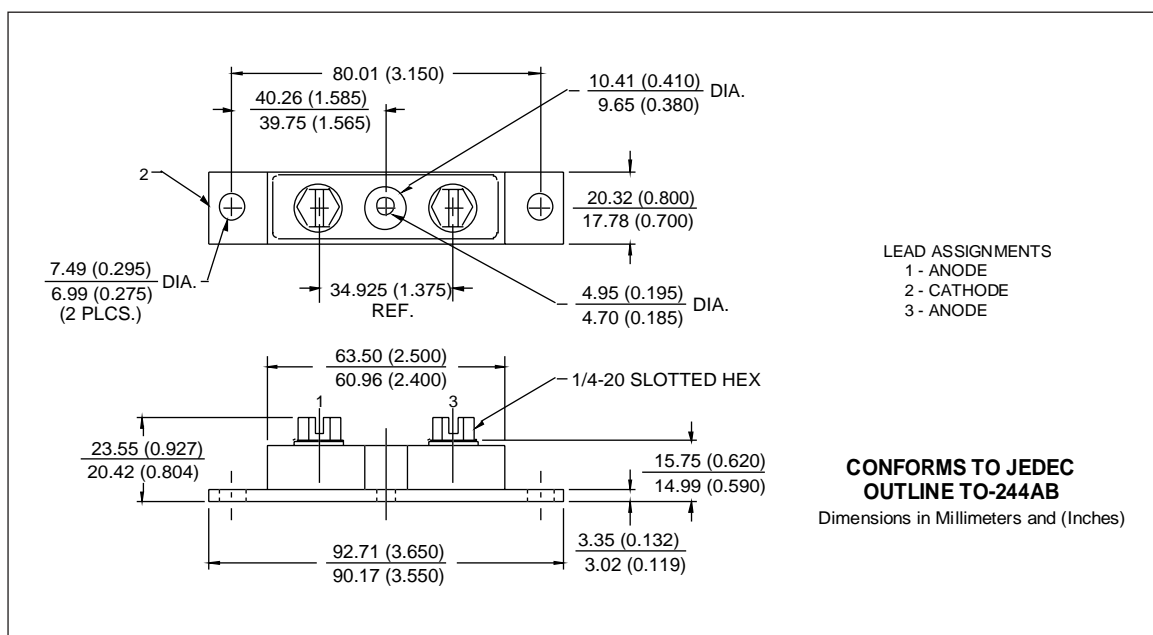 80.01 (3.150)
40.26 (1.585)
39.75 (1.565)
10.41 (0.410)
9.65 (0.380)
DIA.
2
20.32 (0.800)
17.78 (0.700)
7.49 (0.295)
6.99 (0.275)
DIA.
(2 PLCS.)
34.925 (1.375)
REF.
4.95 (0.195)
4.70 (0.185)
DIA.
LEAD ASSIGNMENTS
1 - ANODE
2 - CATHODE
3 - ANODE
63.50 (2.500)
60.96 (2.400)
1/4-20 SLOTTED HEX
1
3
23.55 (0.927)
20.42 (0.804)
15.75 (0.620)
14.99 (0.590)
3.35 (0.132)
3.02 (0.119)
92.71 (3.650)
90.17 (3.550)
CONFORMS TO JEDEC
OUTLINE TO-244AB
Dimensions in Millimeters and (Inches)